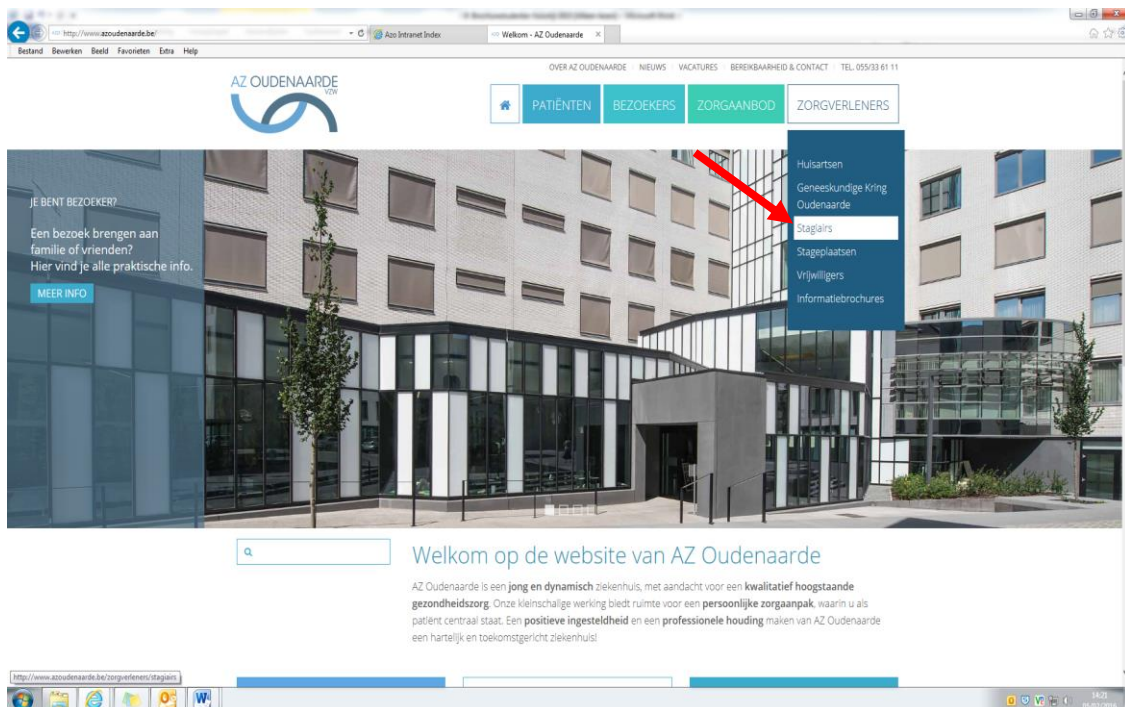 http://www.azoudenaarde.be/
Azo Intranet Index
Welkom - AZ Oudenaarde
Bestand Bewerken Beeld Favorieten Extra Help
OVER AZ OUDENAARDE NIEUWS VACATURES BEREIKBAARHEID & CONTACT TEL. 055/33 61 11
AZ OUDENAARDE
VZW
PATIËNTEN BEZOEKERS ZORGAANBOD ZORGVERLENERS
Huisartsen
Geneeskundige Kring
Oudenaarde
Stagiairs
Stageplaatsen
Vrijwilligers
Informatiebrochures
JE BENT BEZOEKER?
Een bezoek brengen aan
familie of vrienden?
Hier vind je alle praktische info.
MEER INFO
Welkom op de website van AZ Oudenaarde
AZ Oudenaarde is een jong en dynamisch ziekenhuis, met aandacht voor een kwalitatief hoogstaande
gezondheidszorg. Onze kleinschalige werking biedt ruimte voor een persoonlijke zorgaanpak, waarin u als
patiënt centraal staat. Een positieve ingesteldheid en een professionele houding maken van AZ Oudenaarde
een hartelijk en toekomstgericht ziekenhuis!
http://www.azoudenaarde.be/zorgverleners/stagiairs
14:21